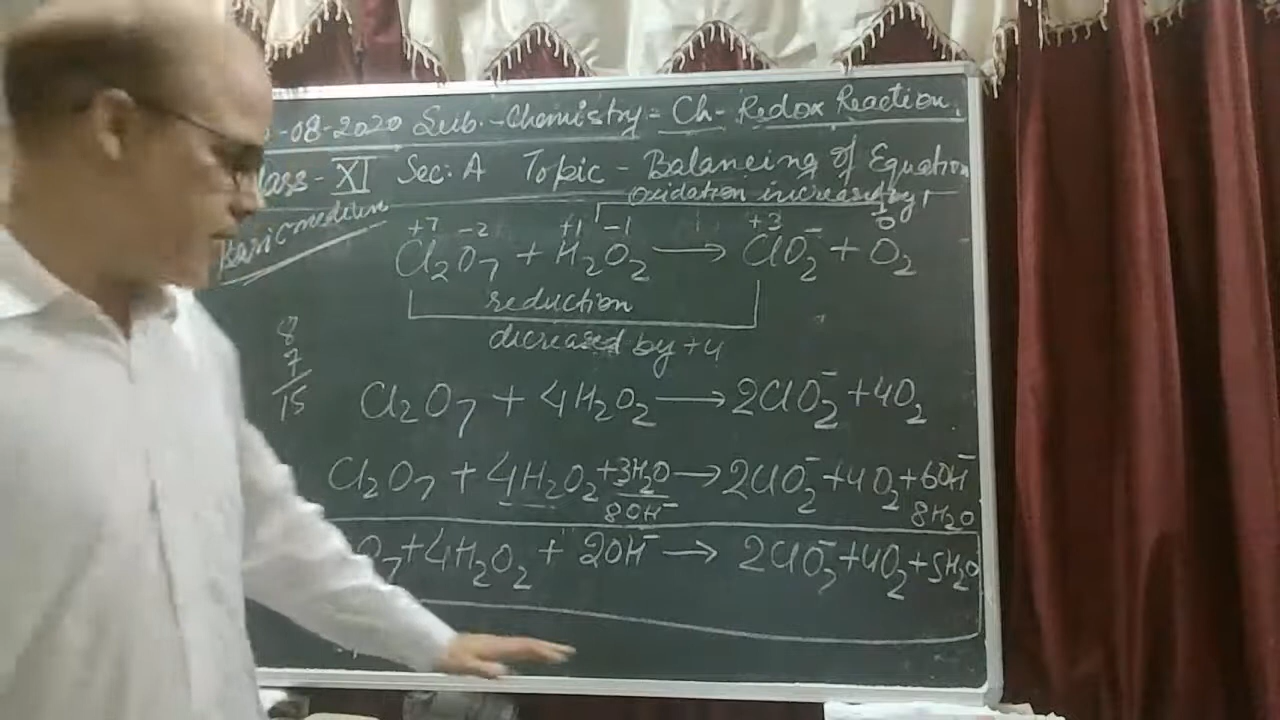 -08-2020 Sub.-Chemistry- Ch- Redox Reaction.
lass- XI Sec: A Topic - Balancing of Equation
Oxidation increased by 1
Basic medium
+7 -2 +1 -1 +3 0
Cl₂O₇ + H₂O₂ → ClO₂⁻ + O₂
reduction
decreased by +4
8
7
15
Cl₂O₇ + 4H₂O₂ → 2ClO₂⁻ + 4O₂
Cl₂O₇ + 4H₂O₂ + 3H₂O → 2ClO₂⁻ + 4O₂ + 6OH⁻
8OH⁻ 8H₂O
O₇ + 4H₂O₂ + 2OH⁻ → 2ClO₂⁻ + 4O₂ + 5H₂O